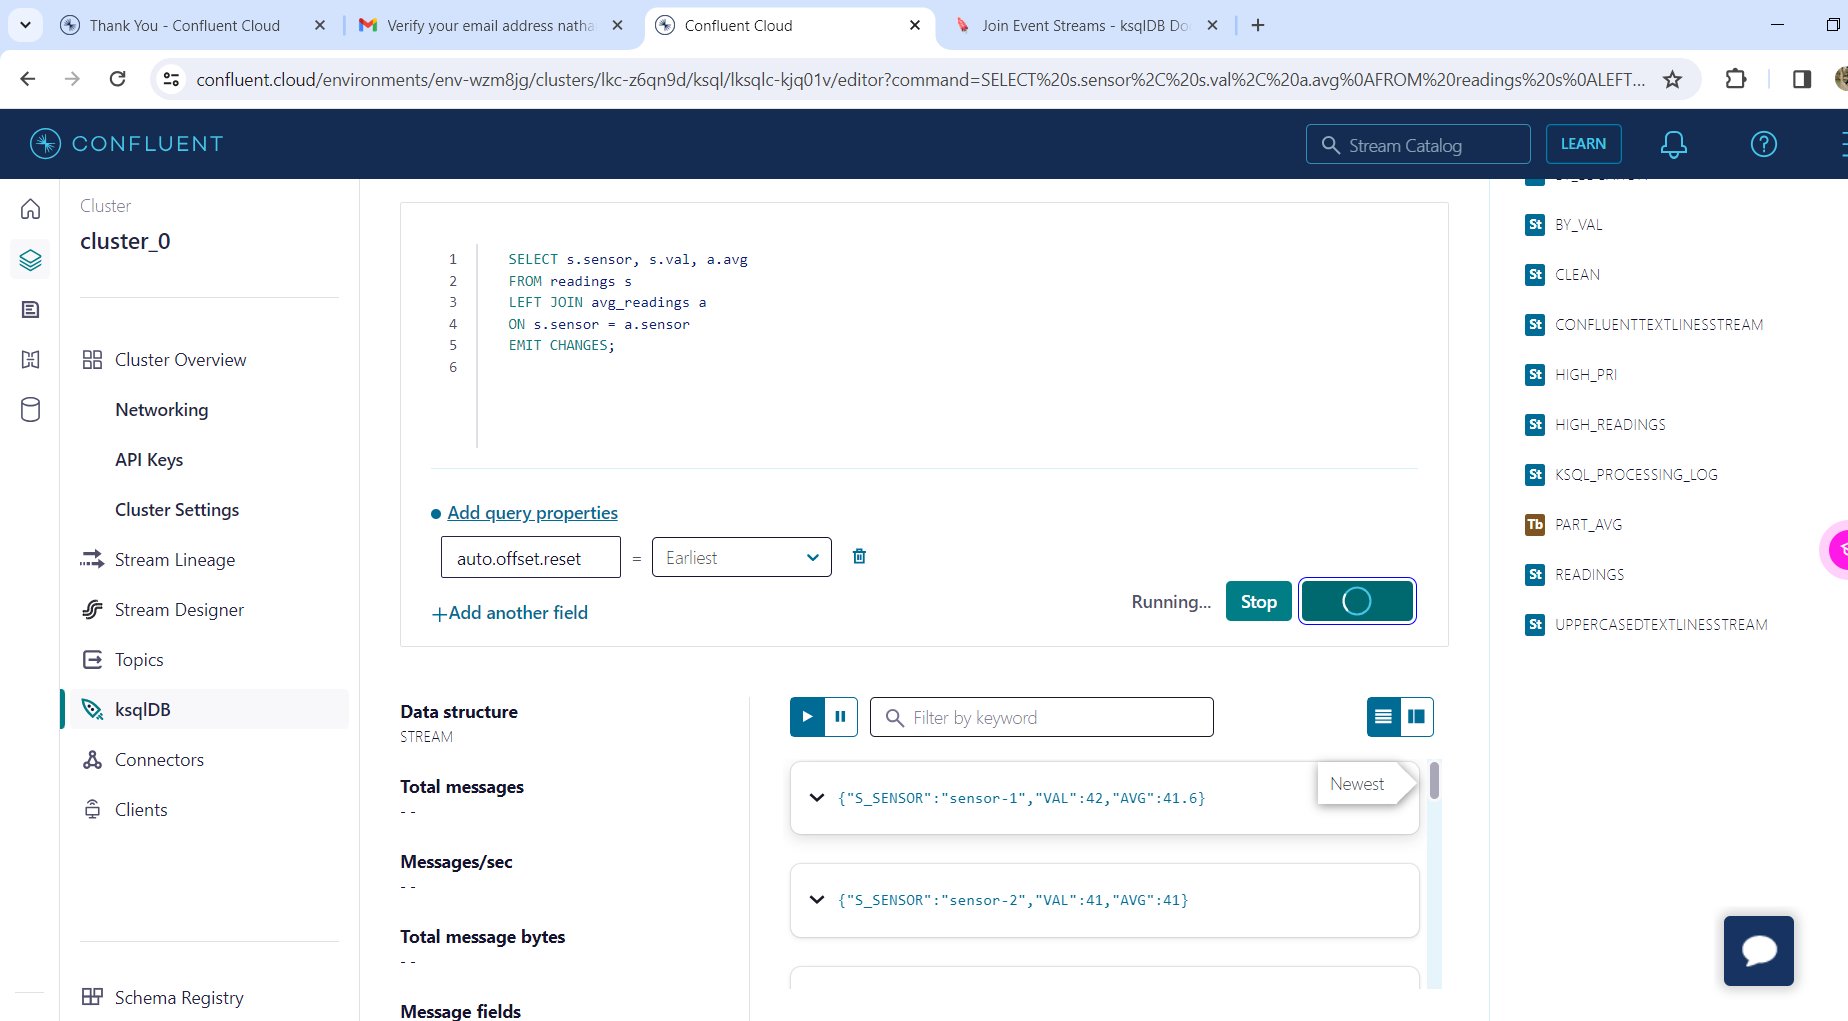 Thank You - Confluent Cloud
Verify your email address natha
Confluent Cloud
Join Event Streams - ksqlDB Do
confluent.cloud/environments/env-wzm8jg/clusters/lkc-z6qn9d/ksql/lksqlc-kjq01v/editor?command=SELECT%20s.sensor%2C%20s.val%2C%20a.avg%0AFROM%20readings%20s%0ALEFT...
CONFLUENT
Stream Catalog
LEARN
Cluster
cluster_0
Cluster Overview
Networking
API Keys
Cluster Settings
Stream Lineage
Stream Designer
Topics
ksqlDB
Connectors
Clients
Schema Registry
1 SELECT s.sensor, s.val, a.avg
2 FROM readings s
3 LEFT JOIN avg_readings a
4 ON s.sensor = a.sensor
5 EMIT CHANGES;
6
Add query properties
auto.offset.reset = Earliest
+Add another field
Running... Stop
Data structure
STREAM
Total messages
- -
Messages/sec
- -
Total message bytes
- -
Message fields
Filter by keyword
Newest
{"S_SENSOR":"sensor-1","VAL":42,"AVG":41.6}
{"S_SENSOR":"sensor-2","VAL":41,"AVG":41}
St BY_VAL
St CLEAN
St CONFLUENTTEXTLINESSTREAM
St HIGH_PRI
St HIGH_READINGS
St KSQL_PROCESSING_LOG
Tb PART_AVG
St READINGS
St UPPERCASEDTEXTLINESSTREAM